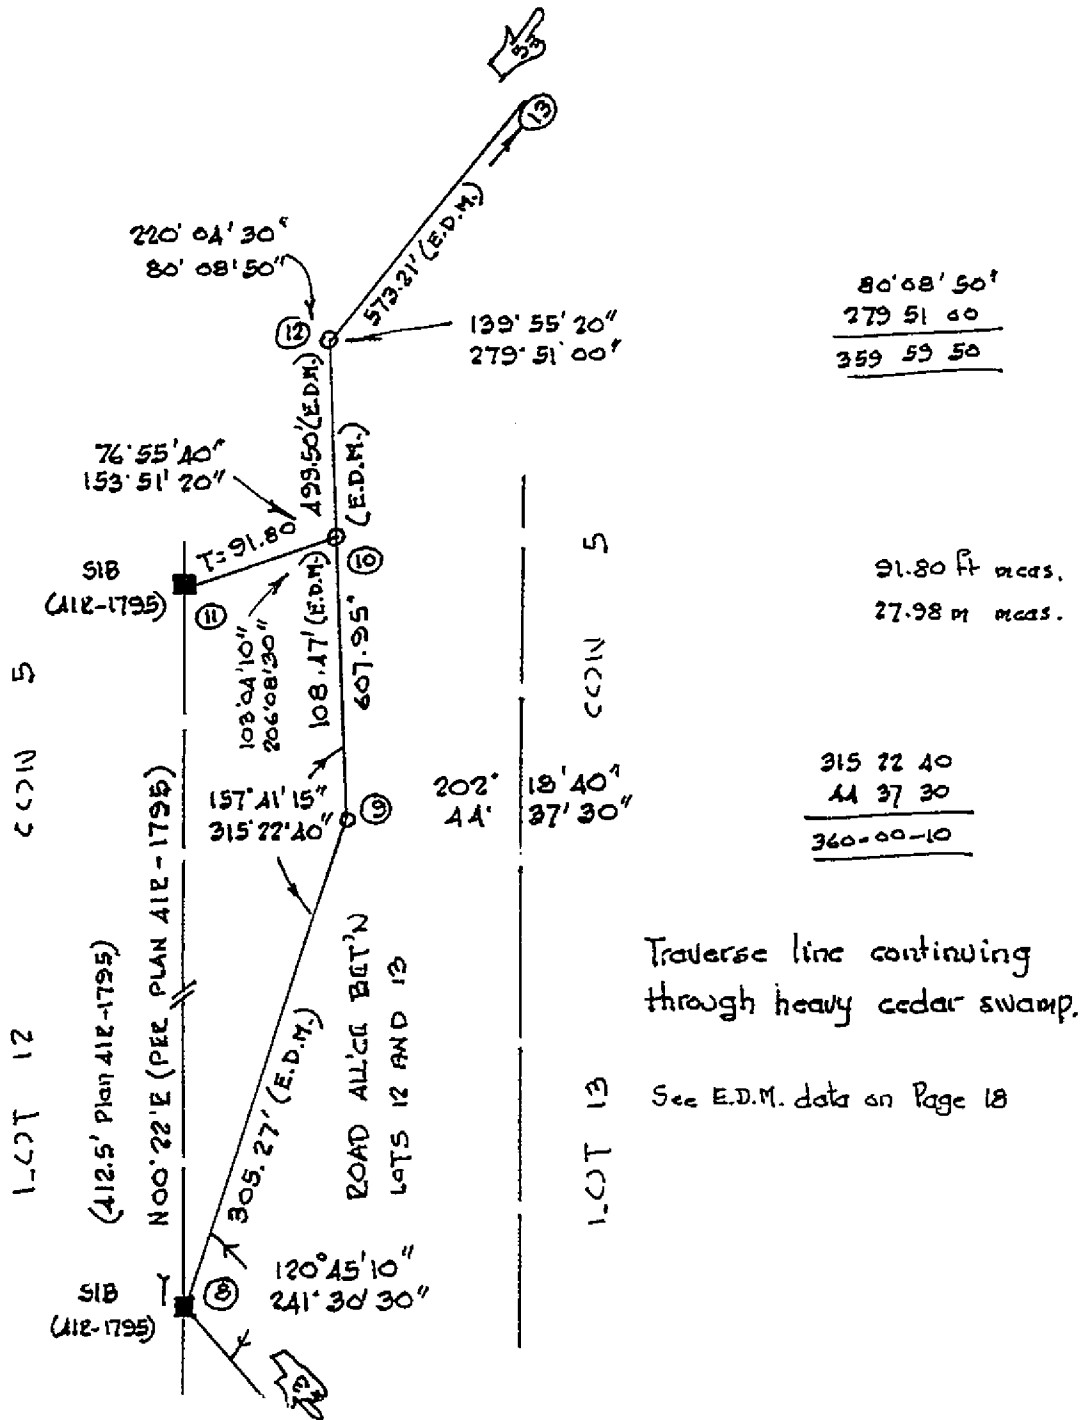 53
13
573.21' (E.D.M.)
220' 04' 30"
80' 08' 50"
12
139' 55' 20"
279' 51' 00"
80' 08' 50"
279 51 00
359 59 50
499.50' (E.D.M.)
(E.D.M.)
76' 55' 40"
153' 51' 20"
T=91.80
10
SIB
(AIR-1795)
11
103' 04' 10"
206' 08' 30"
108.47' (E.D.M.)
607.95'
91.80 ft meas.
27.98 m meas.
CON 5
CON 5
157° 41' 15"
315' 22' 40"
9
202' 18' 40"
44' 37' 30"
315 22 40
44 37 30
360-00-10
LOT 12
(412.5' Plan AIR-1795)
N00' 22'E (PER PLAN AIR-1795)
305.27' (E.D.M.)
ROAD ALL'CE BET'N
LOTS 12 AND 13
LOT 13
Traverse line continuing
through heavy cedar swamp.
See E.D.M. data on Page 18
SIB
(AIR-1795)
8
120° 45' 10"
241' 30' 30"